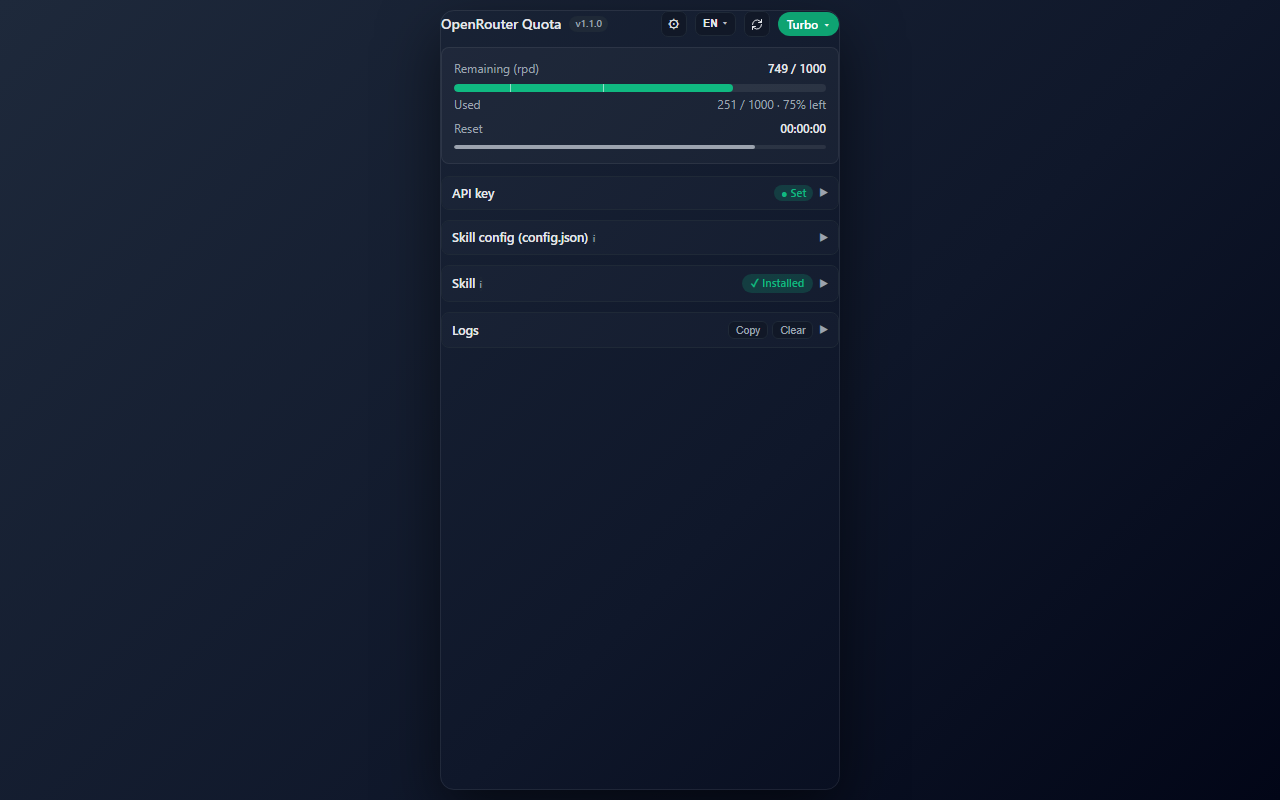 OpenRouter Quota v1.1.0 EN Turbo
Remaining (rpd) 749 / 1000
Used 251 / 1000 · 75% left
Reset 00:00:00
API key Set
Skill config (config.json) i
Skill i ✓ Installed
Logs Copy Clear